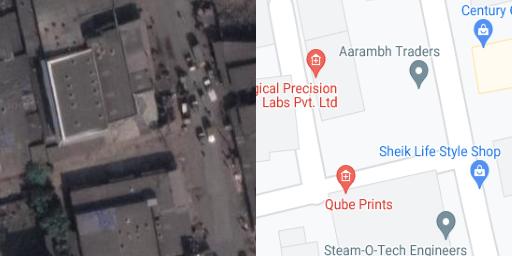 Century
Aarambh Traders
gical Precision
Labs Pvt. Ltd
Sheik Life Style Shop
Qube Prints
Steam-O-Tech Engineers